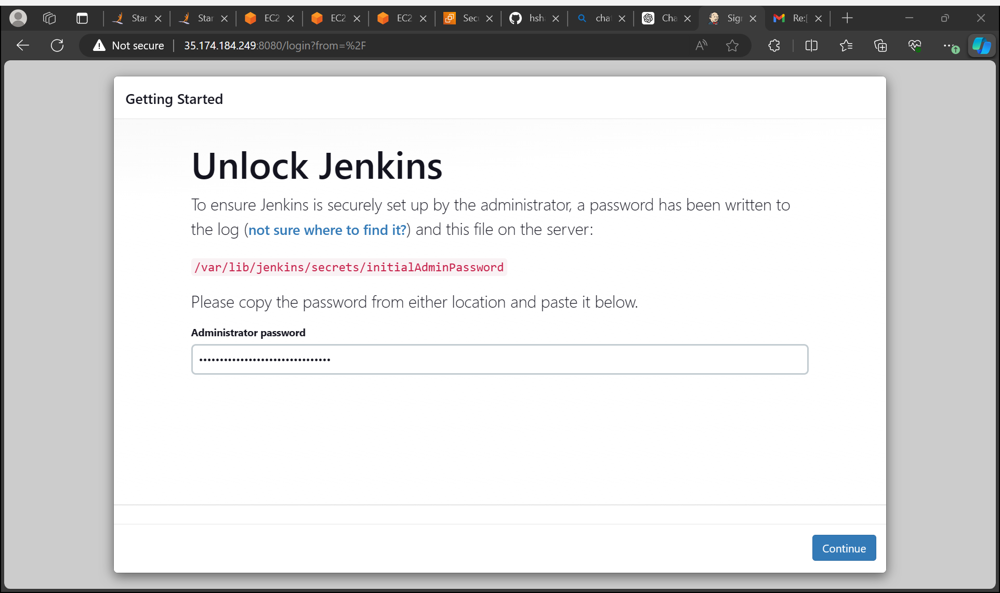 Star
Star
EC2
EC2
EC2
Sec
hsh
cha
Cha
Sig
Re:[
Not secure
35.174.184.249:8080/login?from=%2F
Getting Started
Unlock Jenkins
To ensure Jenkins is securely set up by the administrator, a password has been written to
the log (not sure where to find it?) and this file on the server:
/var/lib/jenkins/secrets/initialAdminPassword
Please copy the password from either location and paste it below.
Administrator password
••••••••••••••••••••••••••••••••
Continue